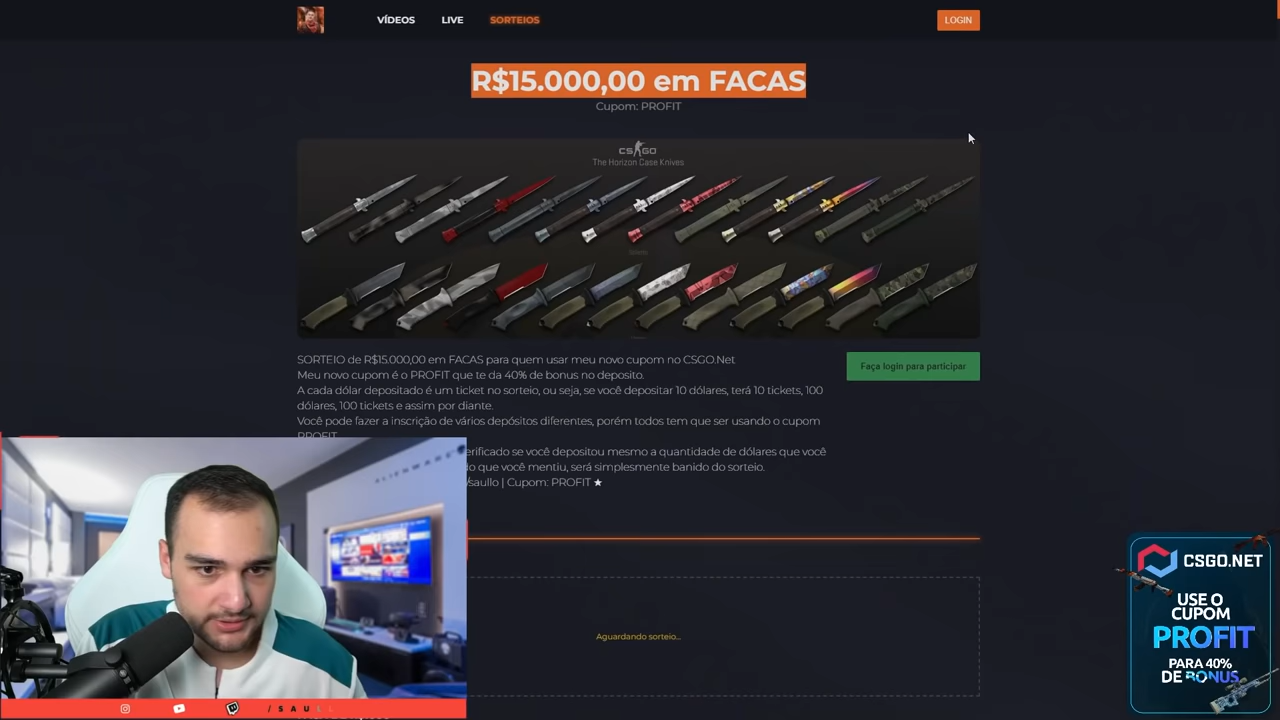 VÍDEOS LIVE SORTEIOS LOGIN
R$15.000,00 em FACAS
Cupom: PROFIT
CS GO
The Horizon Case Knives
SORTEIO de R$15.000,00 em FACAS para quem usar meu novo cupom no CSGO.Net
Meu novo cupom é o PROFIT que te da 40% de bonus no deposito.
A cada dólar depositado é um ticket no sorteio, ou seja, se você depositar 10 dólares, terá 10 tickets, 100
dólares, 100 tickets e assim por diante.
Você pode fazer a inscrição de vários depósitos diferentes, porém todos tem que ser usando o cupom
PROFIT
erificado se você depositou mesmo a quantidade de dólares que você
do que você mentiu, será simplesmente banido do sorteio.
/saullo | Cupom: PROFIT ★
Faça login para participar
Aguardando sorteio...
ALIENWARE
/SAUL
CSGO.NET
USE O
CUPOM
PROFIT
PARA 40%
DE BONUS